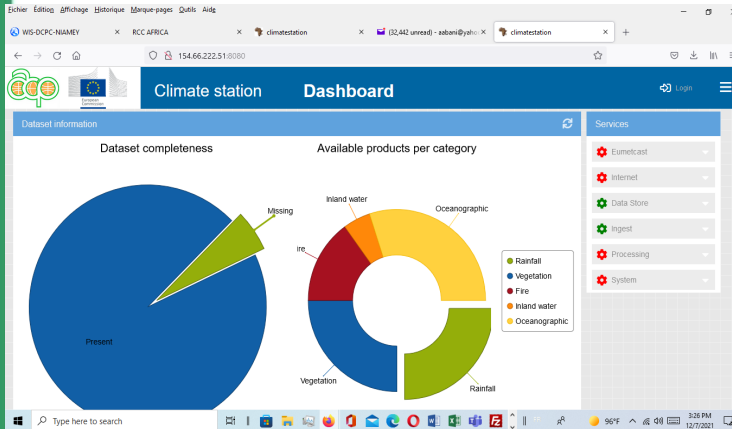 Fichier Édition Affichage Historique Marque-pages Outils Aide
WIS-DCPC-NIAMEY × RCC AFRICA × climatestation × (32,442 unread) - aabani@yaho × climatestation × +
154.66.222.51:8080
acp European Commission Climate station Dashboard Login
Dataset information Services
Dataset completeness Available products per category
Eumetcast
Internet
Data Store
Ingest
Processing
System
Missing
Present
Inland water
Oceanographic
ire
Vegetation
Rainfall
Rainfall
Vegetation
Fire
Inland water
Oceanographic
Type here to search
96°F 3:26 PM
12/7/2021